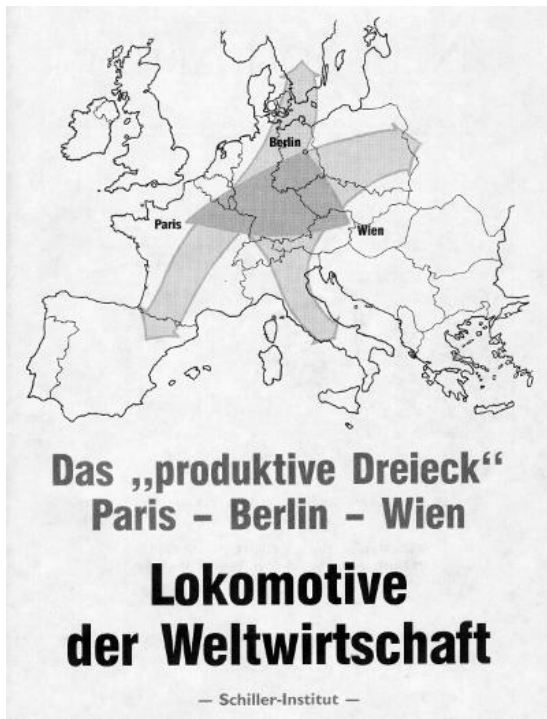 Berlin
Paris
Wien
Das „produktive Dreieck“
Paris – Berlin – Wien
Lokomotive
der Weltwirtschaft
— Schiller-Institut —